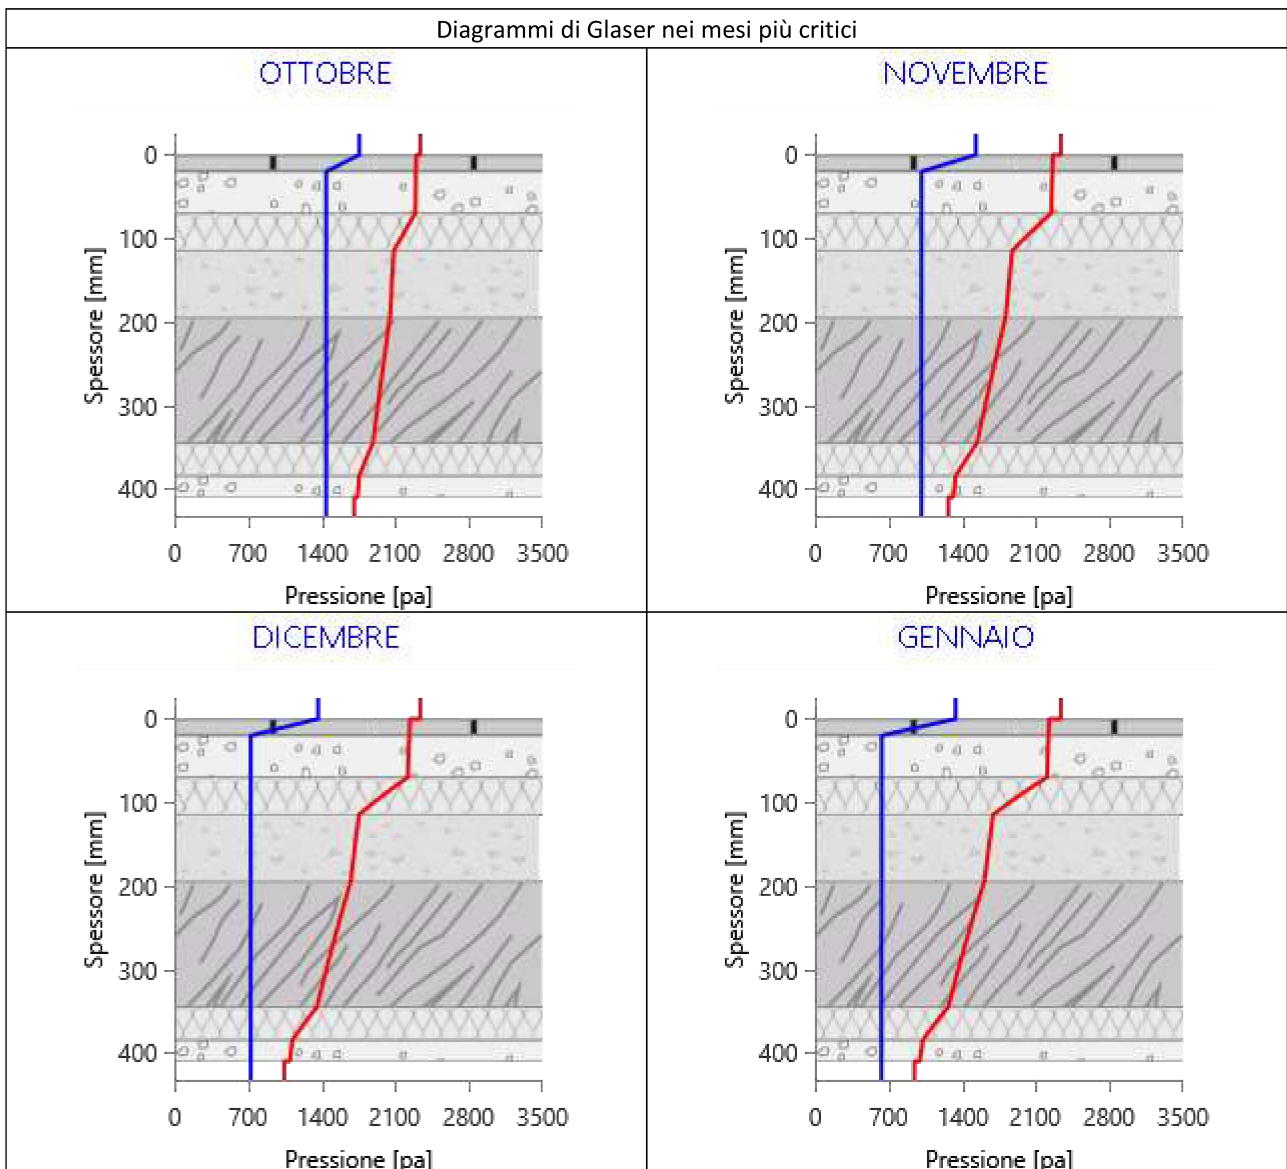 Diagrammi di Glaser nei mesi più critici
OTTOBRE
0
100
200
300
400
Spessore [mm]
0 700 1400 2100 2800 3500
Pressione [pa]
NOVEMBRE
0
100
200
300
400
Spessore [mm]
0 700 1400 2100 2800 3500
Pressione [pa]
DICEMBRE
0
100
200
300
400
Spessore [mm]
0 700 1400 2100 2800 3500
Pressione [pa]
GENNAIO
0
100
200
300
400
Spessore [mm]
0 700 1400 2100 2800 3500
Pressione [pa]